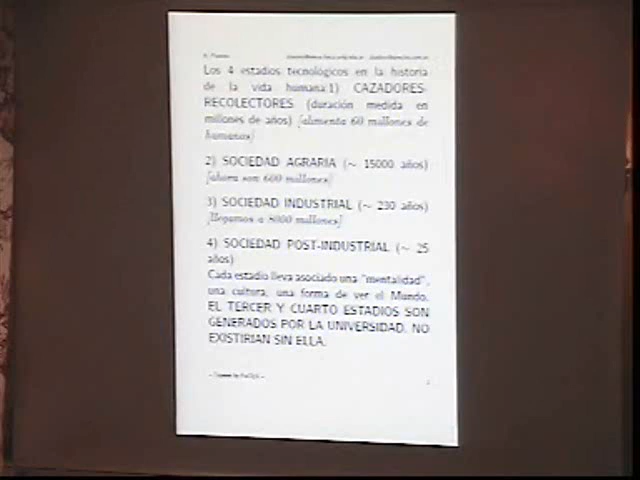 Los 4 estadios tecnológicos en la historia
de la vida humana:1) CAZADORES-
RECOLECTORES (duración medida en
millones de años) [alimenta 60 millones de
humanos]
2) SOCIEDAD AGRARIA (∼ 15000 años)
[ahora son 600 millones]
3) SOCIEDAD INDUSTRIAL (∼ 230 años)
[llegamos a 8000 millones]
4) SOCIEDAD POST-INDUSTRIAL (∼ 25
años)
Cada estadio lleva asociado una "mentalidad",
una cultura, una forma de ver el Mundo.
EL TERCER Y CUARTO ESTADIOS SON
GENERADOS POR LA UNIVERSIDAD. NO
EXISTIRIAN SIN ELLA.